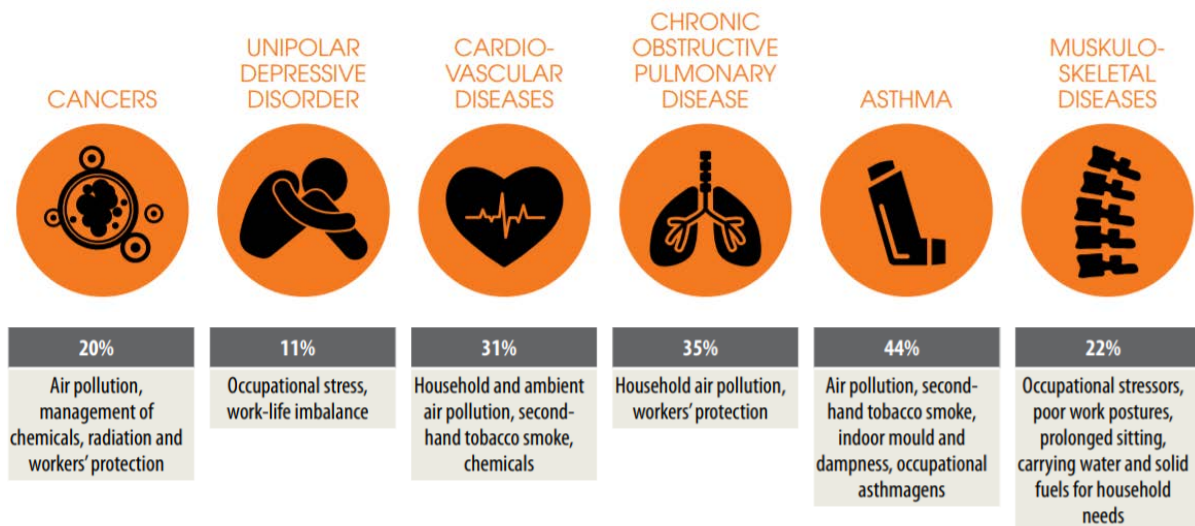 CANCERS
20%
Air pollution,
management of
chemicals, radiation and
workers' protection
UNIPOLAR
DEPRESSIVE
DISORDER
11%
Occupational stress,
work-life imbalance
CARDIO-
VASCULAR
DISEASES
31%
Household and ambient
air pollution, second-
hand tobacco smoke,
chemicals
CHRONIC
OBSTRUCTIVE
PULMONARY
DISEASE
35%
Household air pollution,
workers' protection
ASTHMA
44%
Air pollution, second-
hand tobacco smoke,
indoor mould and
dampness, occupational
asthmagens
MUSKULO-
SKELETAL
DISEASES
22%
Occupational stressors,
poor work postures,
prolonged sitting,
carrying water and solid
fuels for household
needs